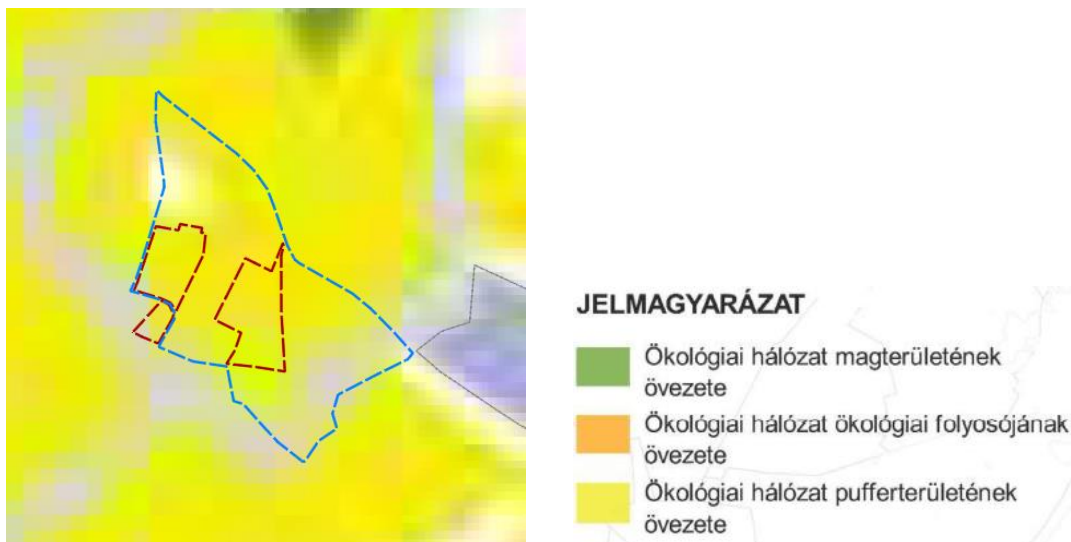 JELMAGYARÁZAT
Ökológiai hálózat magterületének
övezete
Ökológiai hálózat ökológiai folyosójának
övezete
Ökológiai hálózat pufferterületének
övezete